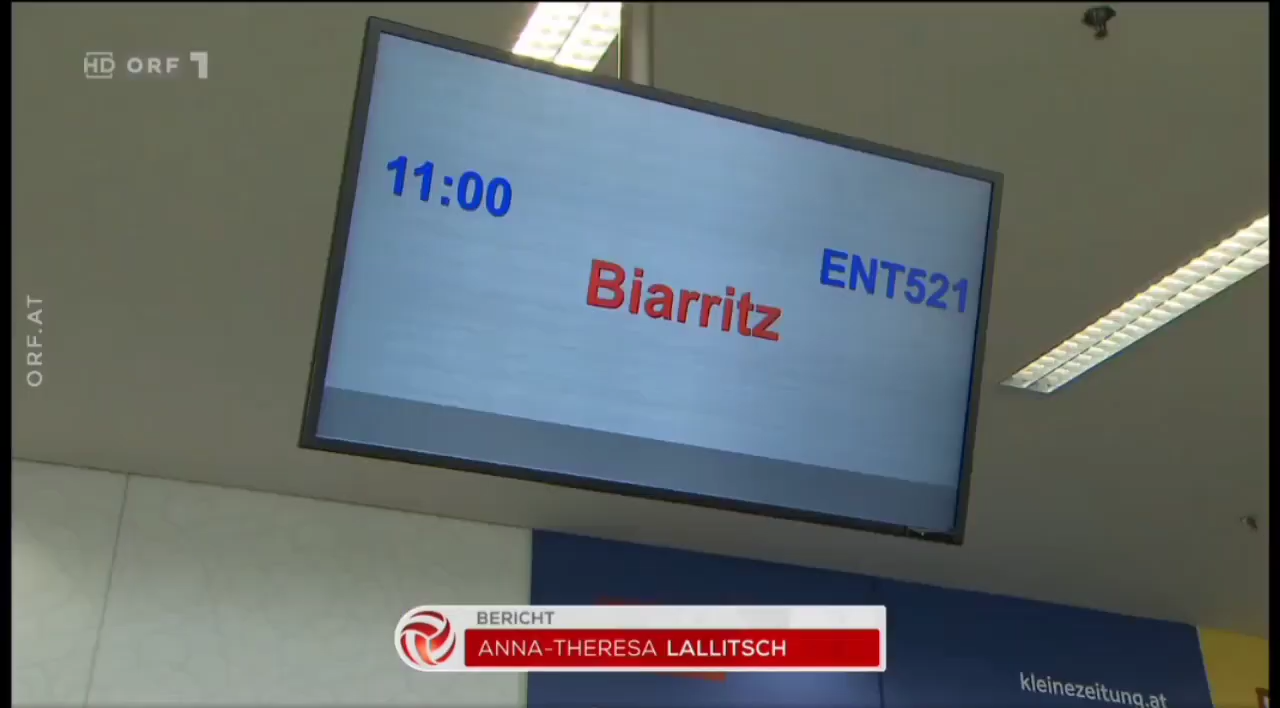 HD ORF 1
11:00
ENT521
Biarritz
ORF.AT
BERICHT
ANNA-THERESA LALLITSCH
kleinezeitung.at